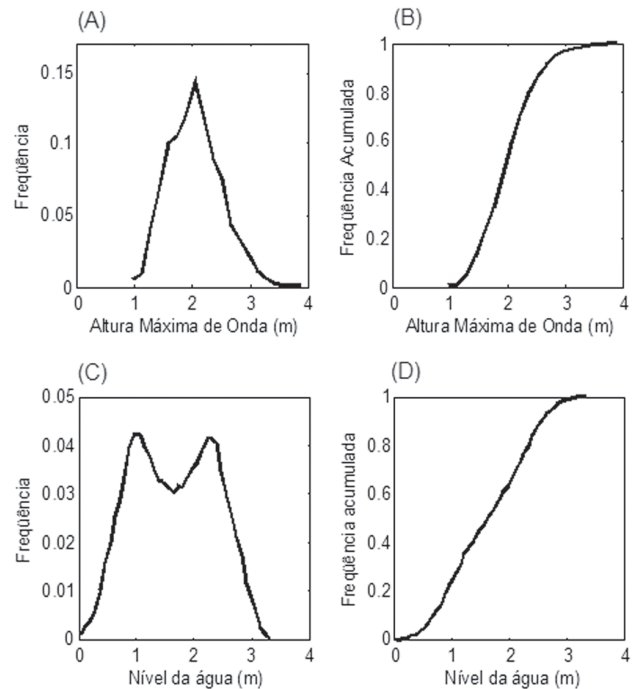 (A)
0.15
0.1
0.05
0
Freqüência
0 1 2 3 4
Altura Máxima de Onda (m)
(B)
1
0.8
0.6
0.4
0.2
0
Freqüência Acumulada
0 1 2 3 4
Altura Máxima de Onda (m)
(C)
0.05
0.04
0.03
0.02
0.01
0
Freqüência
0 1 2 3 4
Nível da água (m)
(D)
1
0.8
0.6
0.4
0.2
0
Freqüência acumulada
0 1 2 3 4
Nível da água (m)